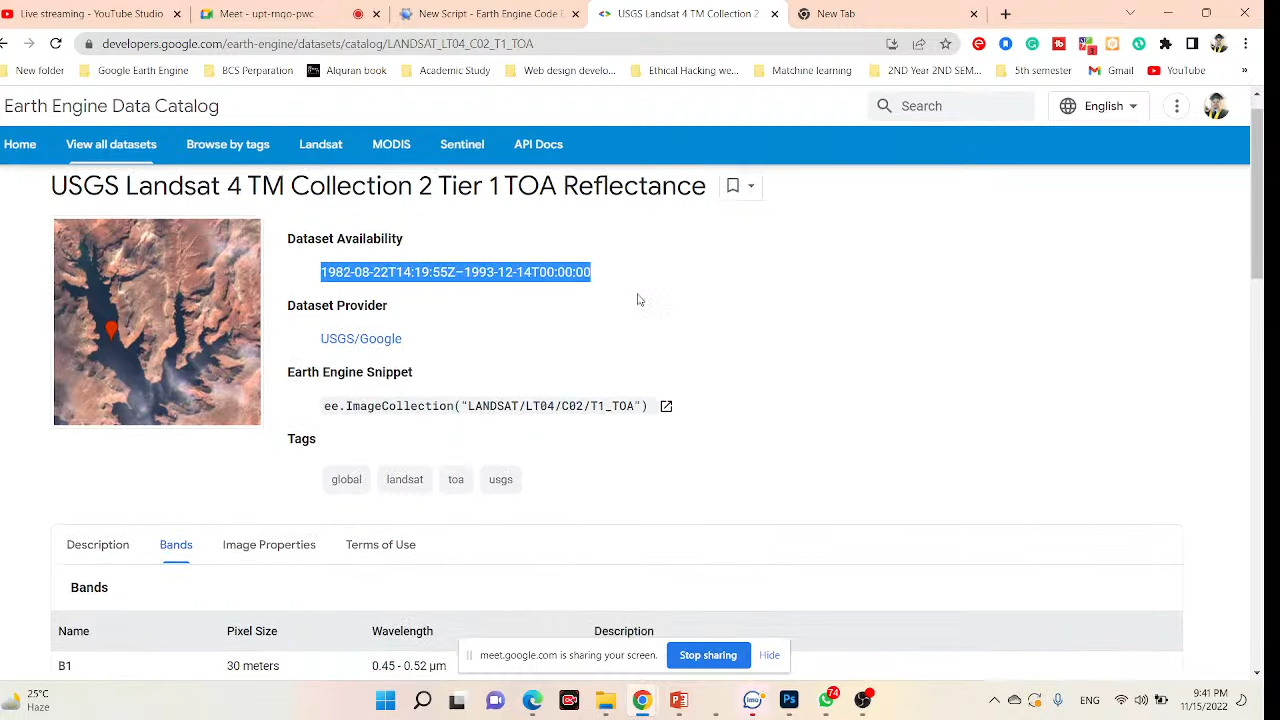 Live streaming - YouTube Studio
Meet - upt-rnqo-pwc
New Script - Earth Engine Code E
USGS Landsat 4 TM Collection 2
New Tab
developers.google.com/earth-engine/datasets/catalog/LANDSAT_LT04_C02_T1_TOA
New folder
Google Earth Engine
BCS Perparation
Alquran book
Academy Study
Web design develo...
Ethical Hacking we...
Matchine learning
2ND Year 2ND SEM...
5th semester
Gmail
YouTube
»
Earth Engine Data Catalog
Search
English
Home
View all datasets
Browse by tags
Landsat
MODIS
Sentinel
API Docs
USGS Landsat 4 TM Collection 2 Tier 1 TOA Reflectance
Dataset Availability
1982-08-22T14:19:55Z–1993-12-14T00:00:00
Dataset Provider
USGS/Google
Earth Engine Snippet
ee.ImageCollection("LANDSAT/LT04/C02/T1_TOA")
Tags
global
landsat
toa
usgs
Description
Bands
Image Properties
Terms of Use
Bands
Name
Pixel Size
Wavelength
Description
B1
30 meters
0.45 - 0.52 µm
meet.google.com is sharing your screen.
Stop sharing
Hide
25°C
Haze
74
ENG
9:41 PM
11/15/2022